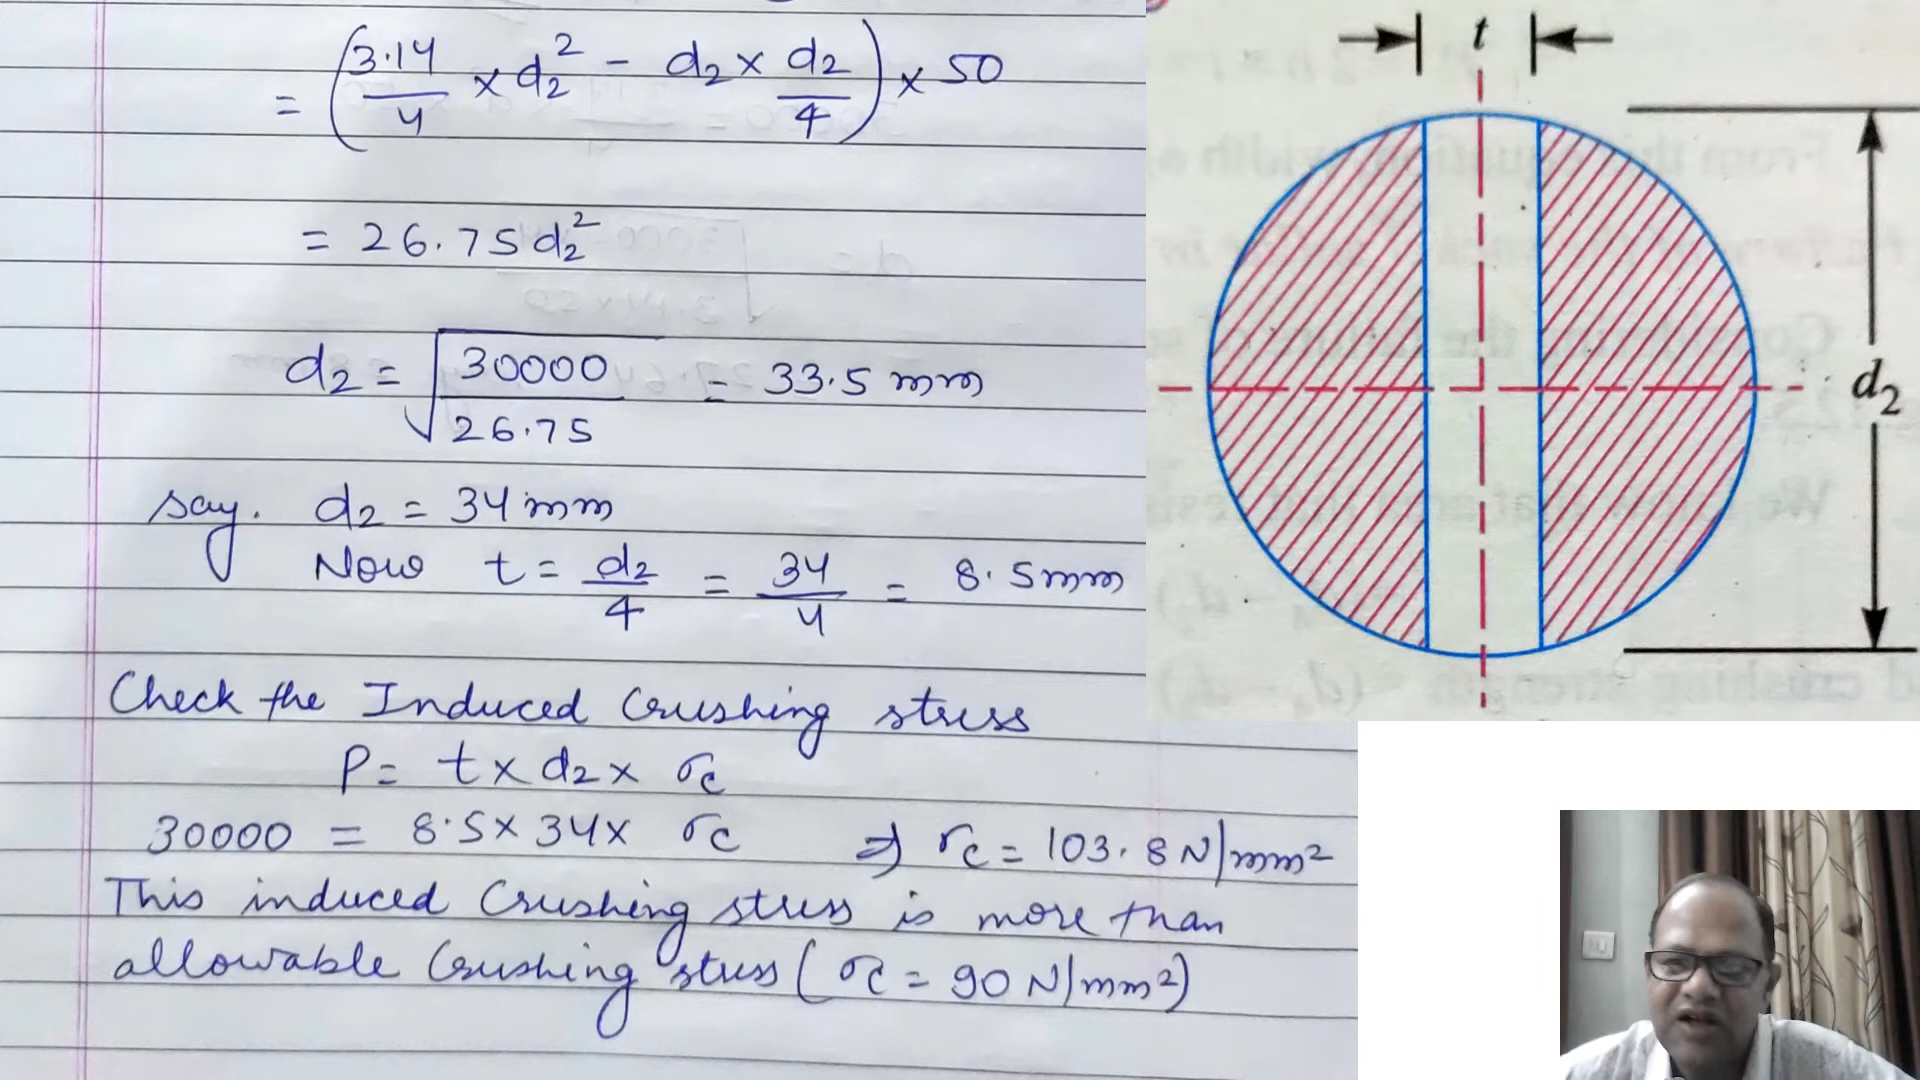 = (3.14/4 × d₂² - d₂ × d₂/4) × 50
= 26.75 d₂²
d₂ = √(30000/26.75) = 33.5 mm
say. d₂ = 34 mm
Now t = d₂/4 = 34/4 = 8.5 mm
Check the Induced Crushing stress
P = t × d₂ × σc
30000 = 8.5 × 34 × σc ⇒ σc = 103.8 N/mm²
This induced Crushing stress is more than
allowable Crushing stress (σc = 90 N/mm²)
t
d₂